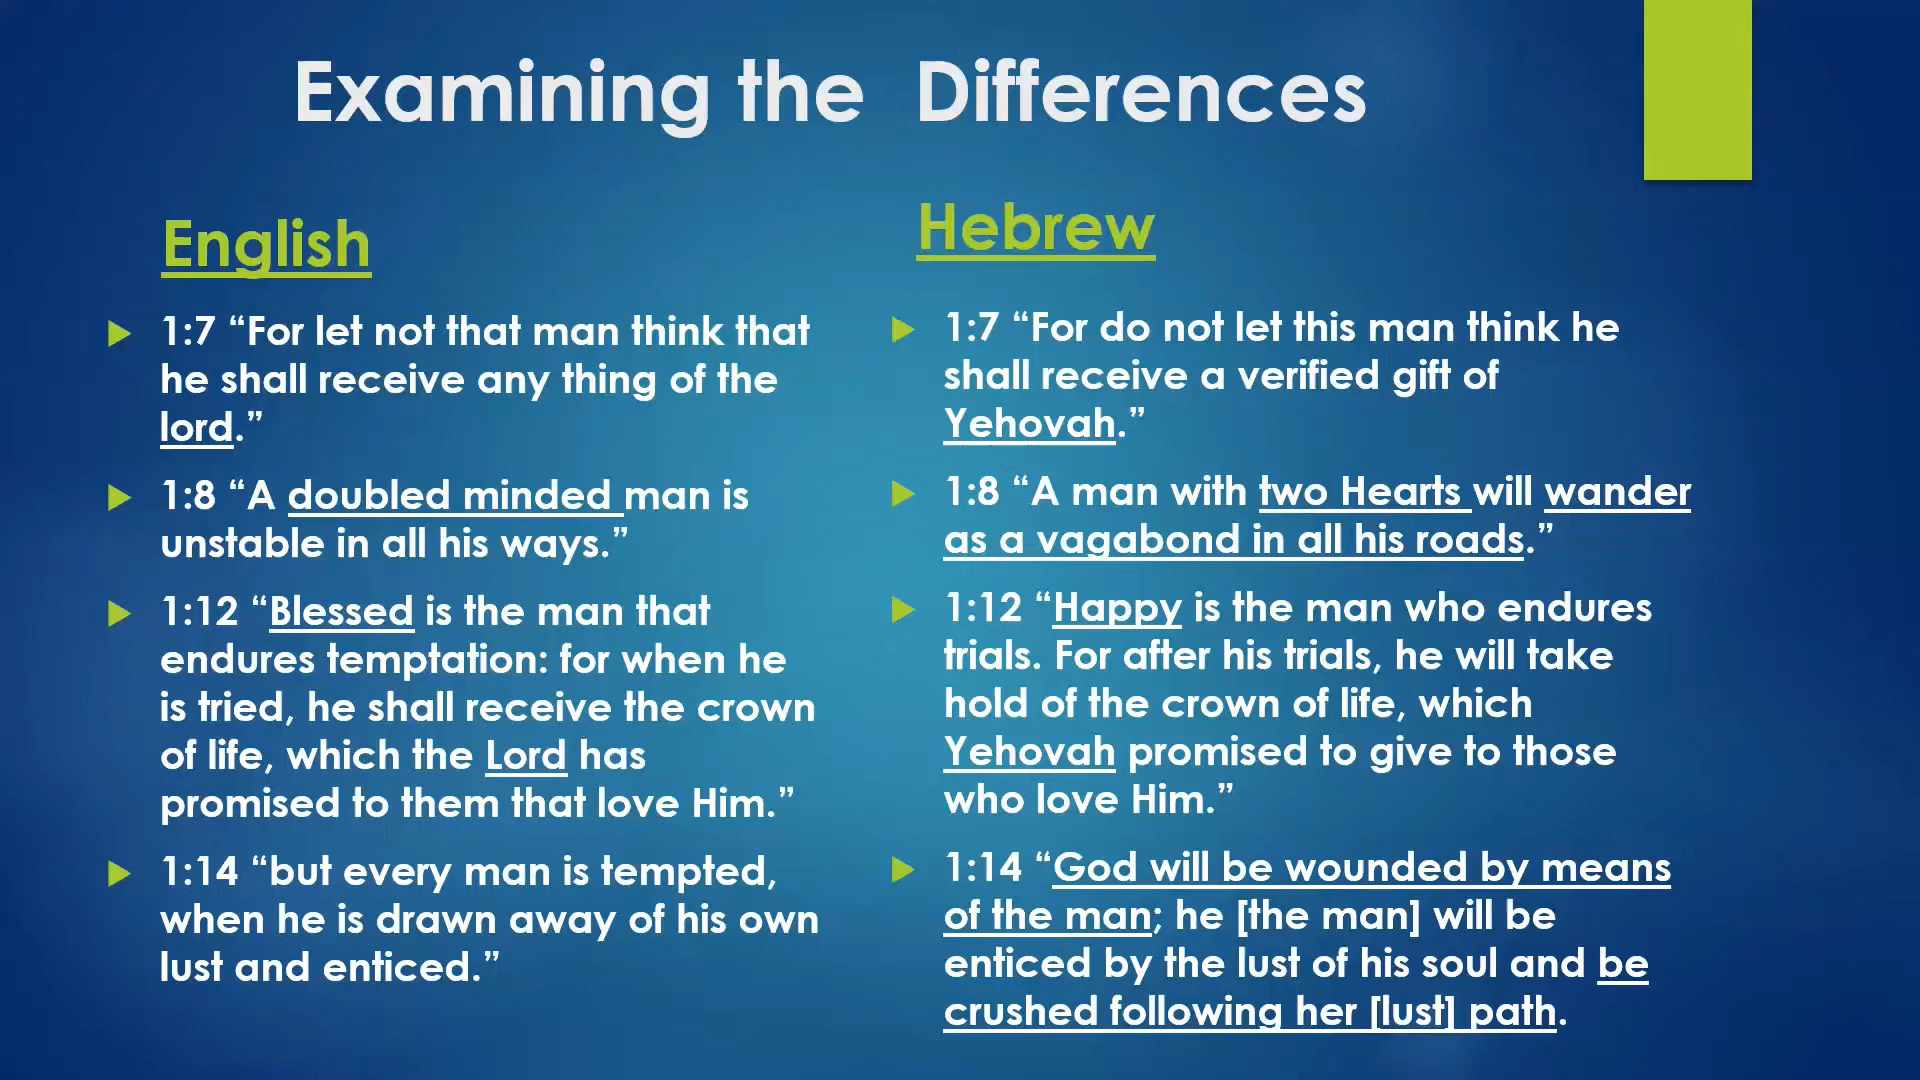 Examining the  Differences
English
1:7 “For let not that man think that
he shall receive any thing of the
lord.”
1:8 “A doubled minded man is
unstable in all his ways.”
1:12 “Blessed is the man that
endures temptation: for when he
is tried, he shall receive the crown
of life, which the Lord has
promised to them that love Him.”
1:14 “but every man is tempted,
when he is drawn away of his own
lust and enticed.”
Hebrew
1:7 “For do not let this man think he
shall receive a verified gift of
Yehovah.”
1:8 “A man with two Hearts will wander
as a vagabond in all his roads.”
1:12 “Happy is the man who endures
trials. For after his trials, he will take
hold of the crown of life, which
Yehovah promised to give to those
who love Him.”
1:14 “God will be wounded by means
of the man; he [the man] will be
enticed by the lust of his soul and be
crushed following her [lust] path.